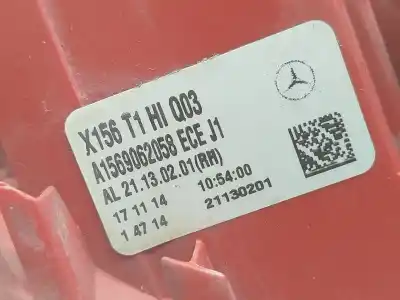 X156 T1 HI Q03
A1569062058 ECE J1
AL 21.13.02.01(RH)
17 11 14 10:54:00
1 47 14 21130201